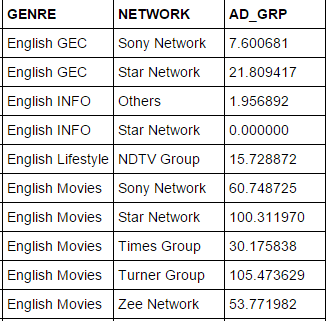 GENRE NETWORK AD_GRP
English GEC Sony Network 7.600681
English GEC Star Network 21.809417
English INFO Others 1.956892
English INFO Star Network 0.000000
English Lifestyle NDTV Group 15.728872
English Movies Sony Network 60.748725
English Movies Star Network 100.311970
English Movies Times Group 30.175838
English Movies Turner Group 105.473629
English Movies Zee Network 53.771982